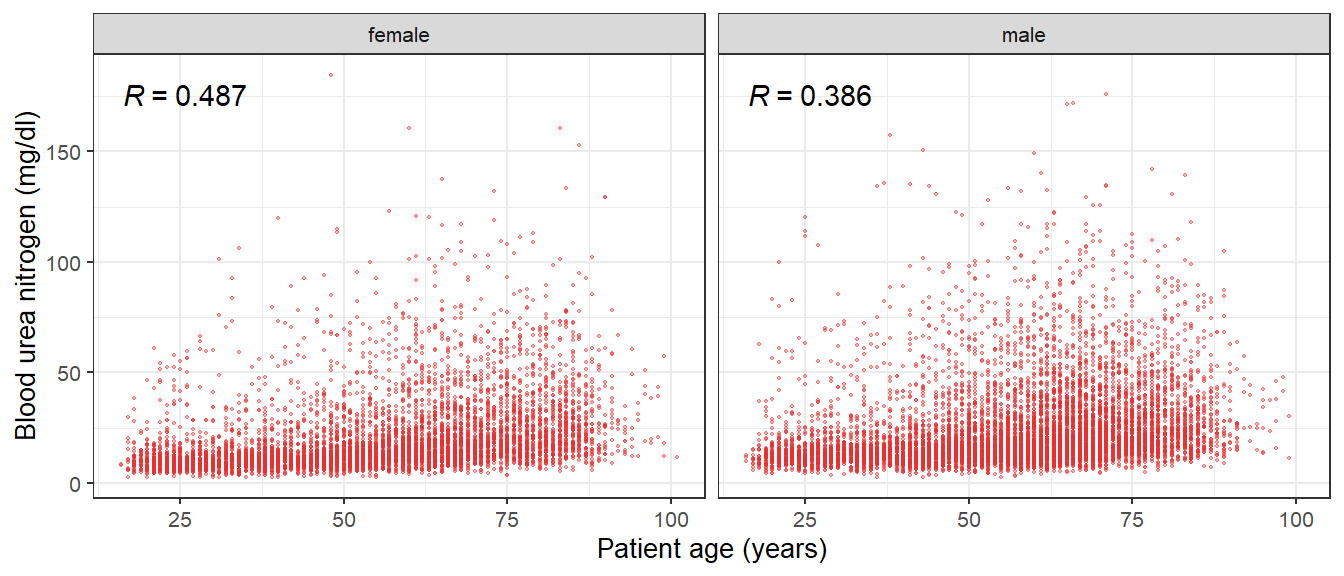 female
male
R = 0.487
R = 0.386
Blood urea nitrogen (mg/dl)
150
100
50
0
25 50 75 100
25 50 75 100
Patient age (years)